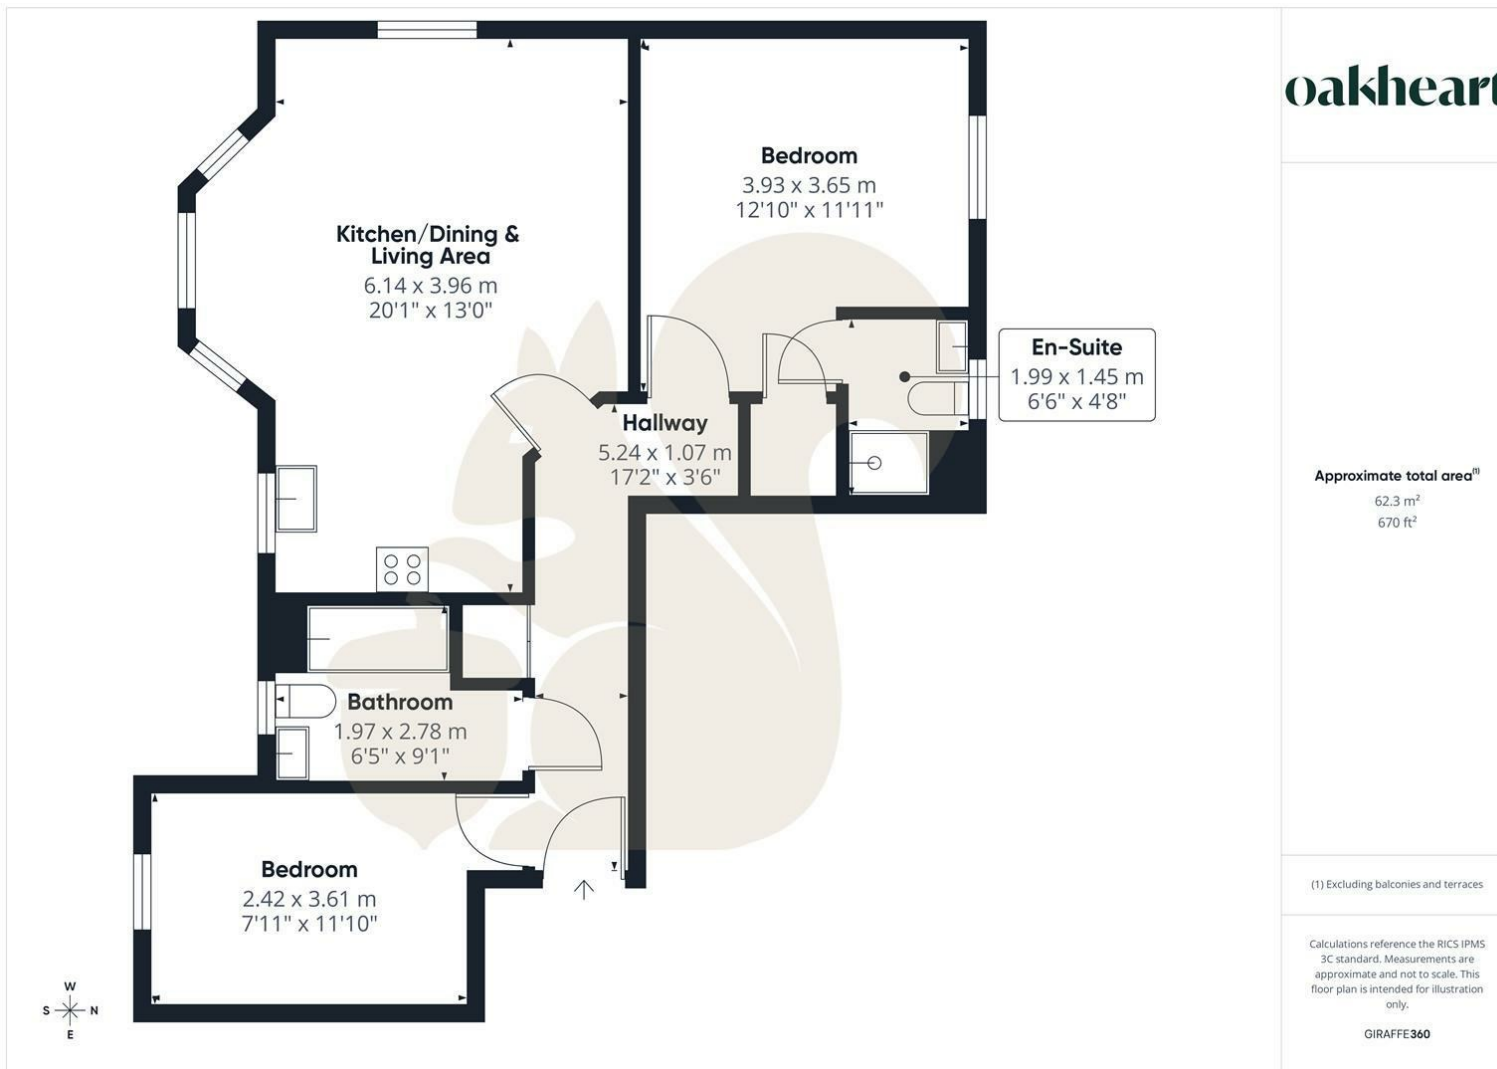 Kitchen/Dining &
Living Area
6.14 x 3.96 m
20'1" x 13'0"
Bedroom
3.93 x 3.65 m
12'10" x 11'11"
En-Suite
1.99 x 1.45 m
6'6" x 4'8"
Hallway
5.24 x 1.07 m
17'2" x 3'6"
Bathroom
1.97 x 2.78 m
6'5" x 9'1"
Bedroom
2.42 x 3.61 m
7'11" x 11'10"
W
S N
E
oakheart
Approximate total area(1)
62.3 m²
670 ft²
(1) Excluding balconies and terraces
Calculations reference the RICS IPMS
3C standard. Measurements are
approximate and not to scale. This
floor plan is intended for illustration
only.
GIRAFFE360